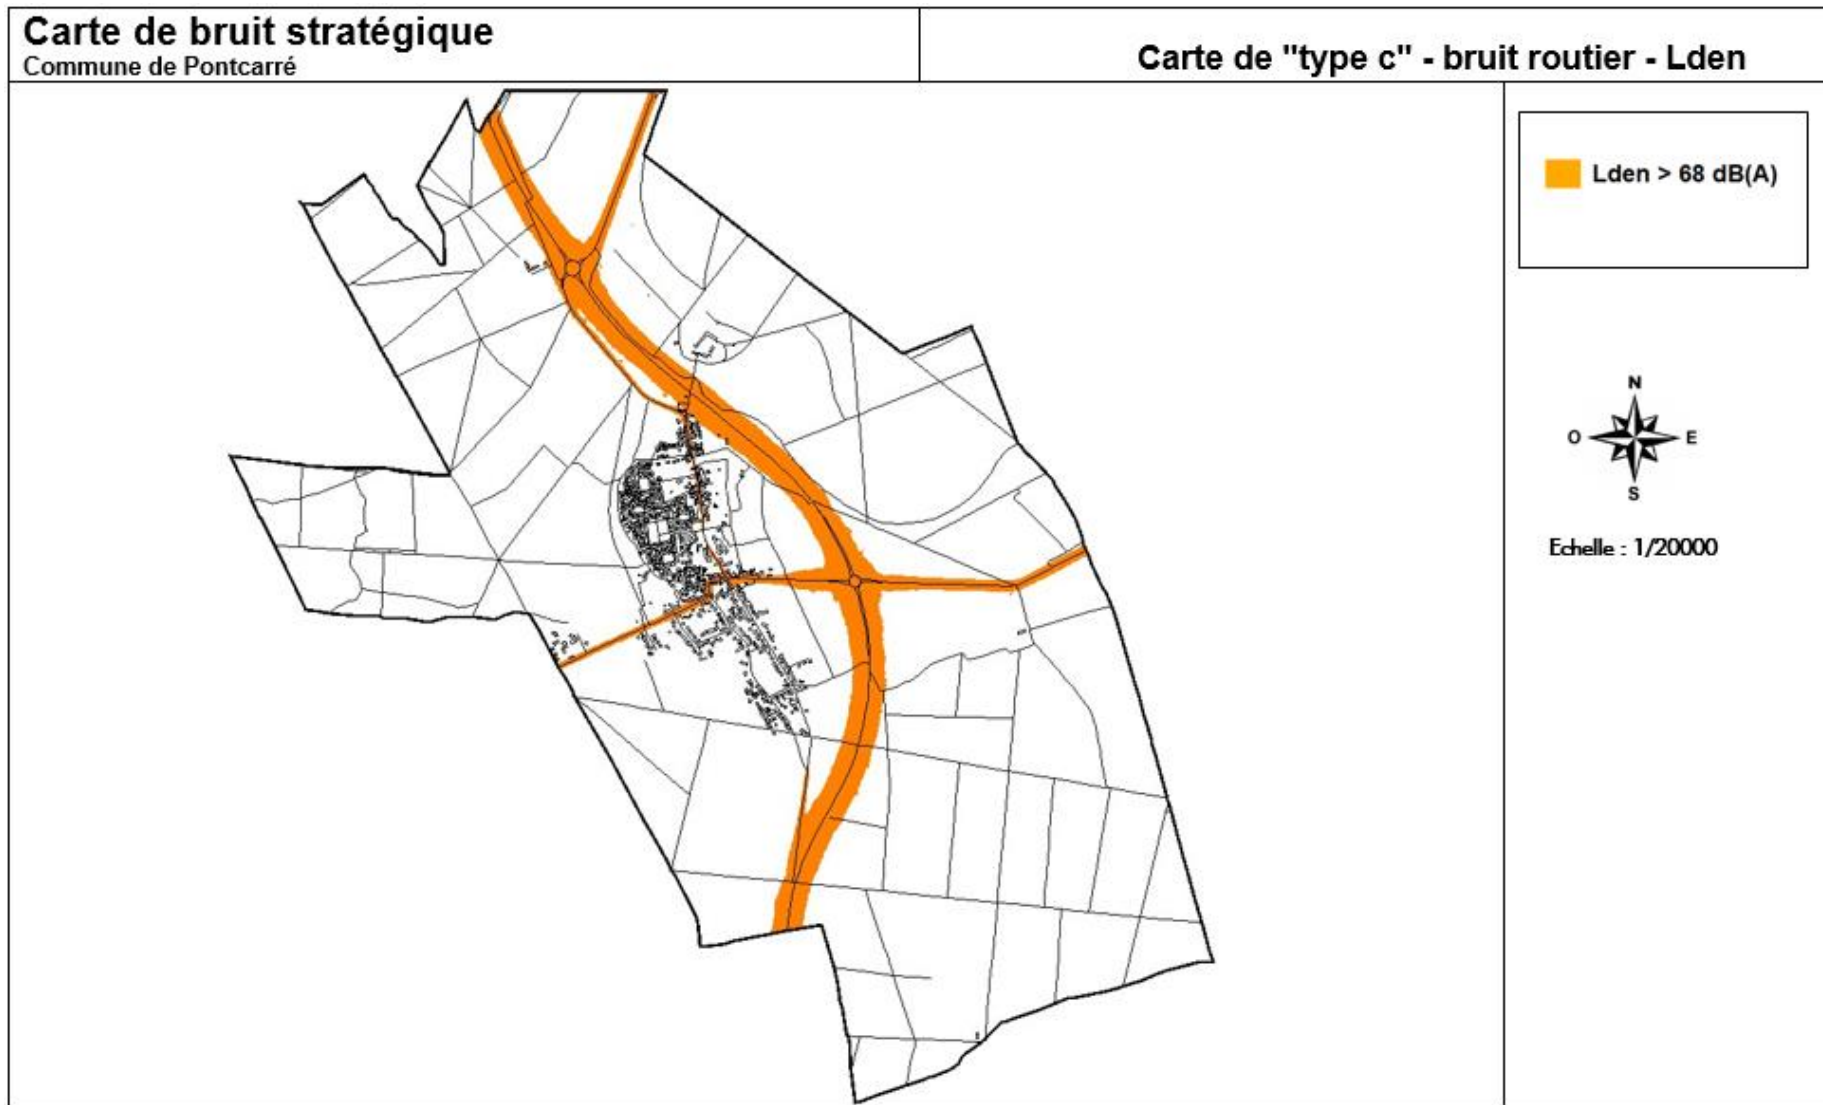 Carte de bruit stratégique
Commune de Pontcarré
Carte de "type c" - bruit routier - Lden
Lden > 68 dB(A)
N
O E
S
Echelle : 1/20000